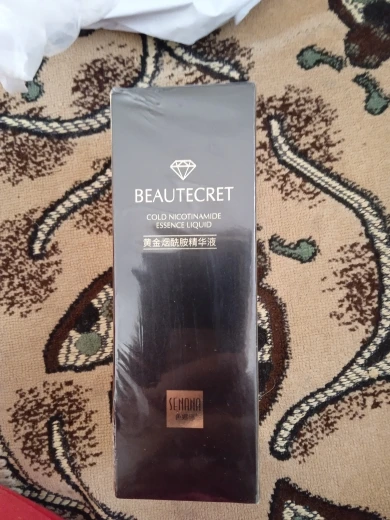 BEAUTECRET
COLD NICOTINAMIDE
ESSENCE LIQUID
黄金烟酰胺精华液
SENANA